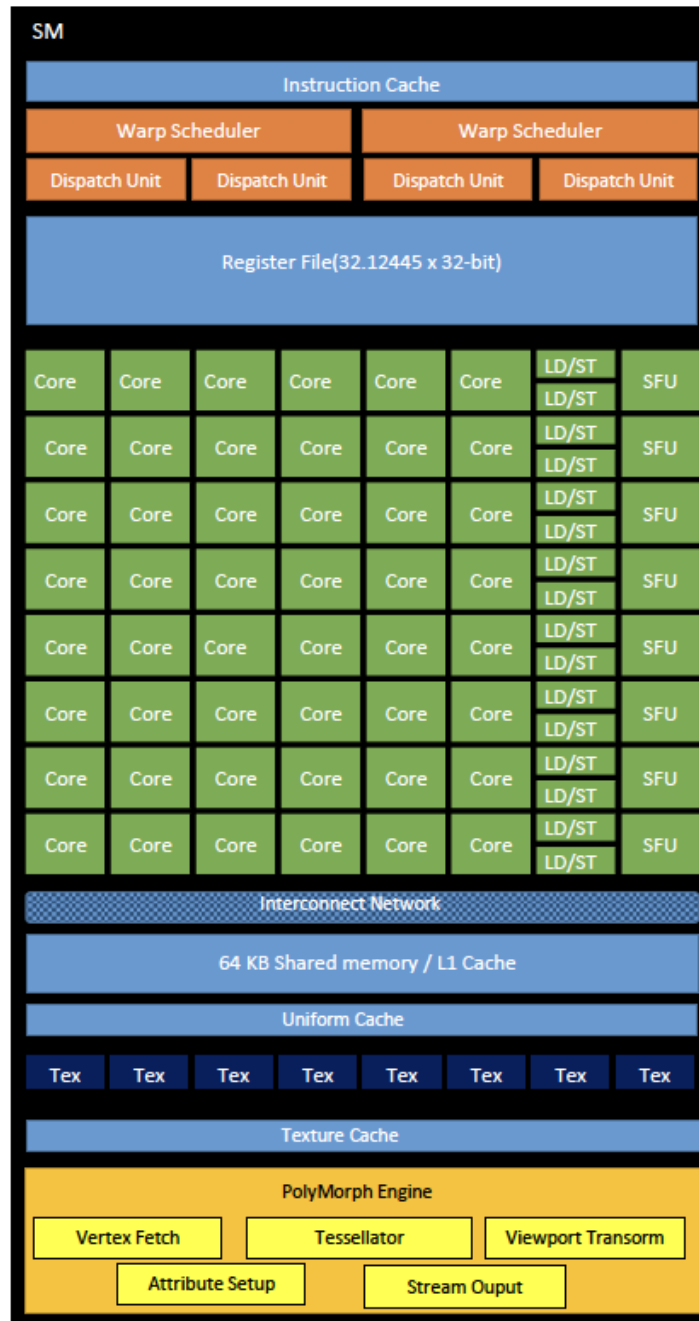 SM
Instruction Cache
Warp Scheduler Warp Scheduler
Dispatch Unit Dispatch Unit Dispatch Unit Dispatch Unit
Register File(32.12445 x 32-bit)
Core Core Core Core Core Core LD/ST SFU
LD/ST
Core Core Core Core Core Core LD/ST SFU
LD/ST
Core Core Core Core Core Core LD/ST SFU
LD/ST
Core Core Core Core Core Core LD/ST SFU
LD/ST
Core Core Core Core Core Core LD/ST SFU
LD/ST
Core Core Core Core Core Core LD/ST SFU
LD/ST
Core Core Core Core Core Core LD/ST SFU
LD/ST
Core Core Core Core Core Core LD/ST SFU
LD/ST
Interconnect Network
64 KB Shared memory / L1 Cache
Uniform Cache
Tex Tex Tex Tex Tex Tex Tex Tex
Texture Cache
PolyMorph Engine
Vertex Fetch Tessellator Viewport Transorm
Attribute Setup Stream Ouput